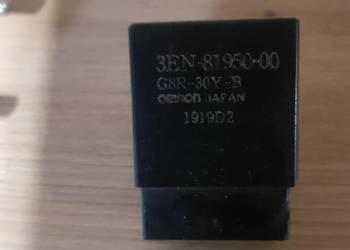 3EN-81950-00
G8R-30Y-B
omron JAPAN
1919D2